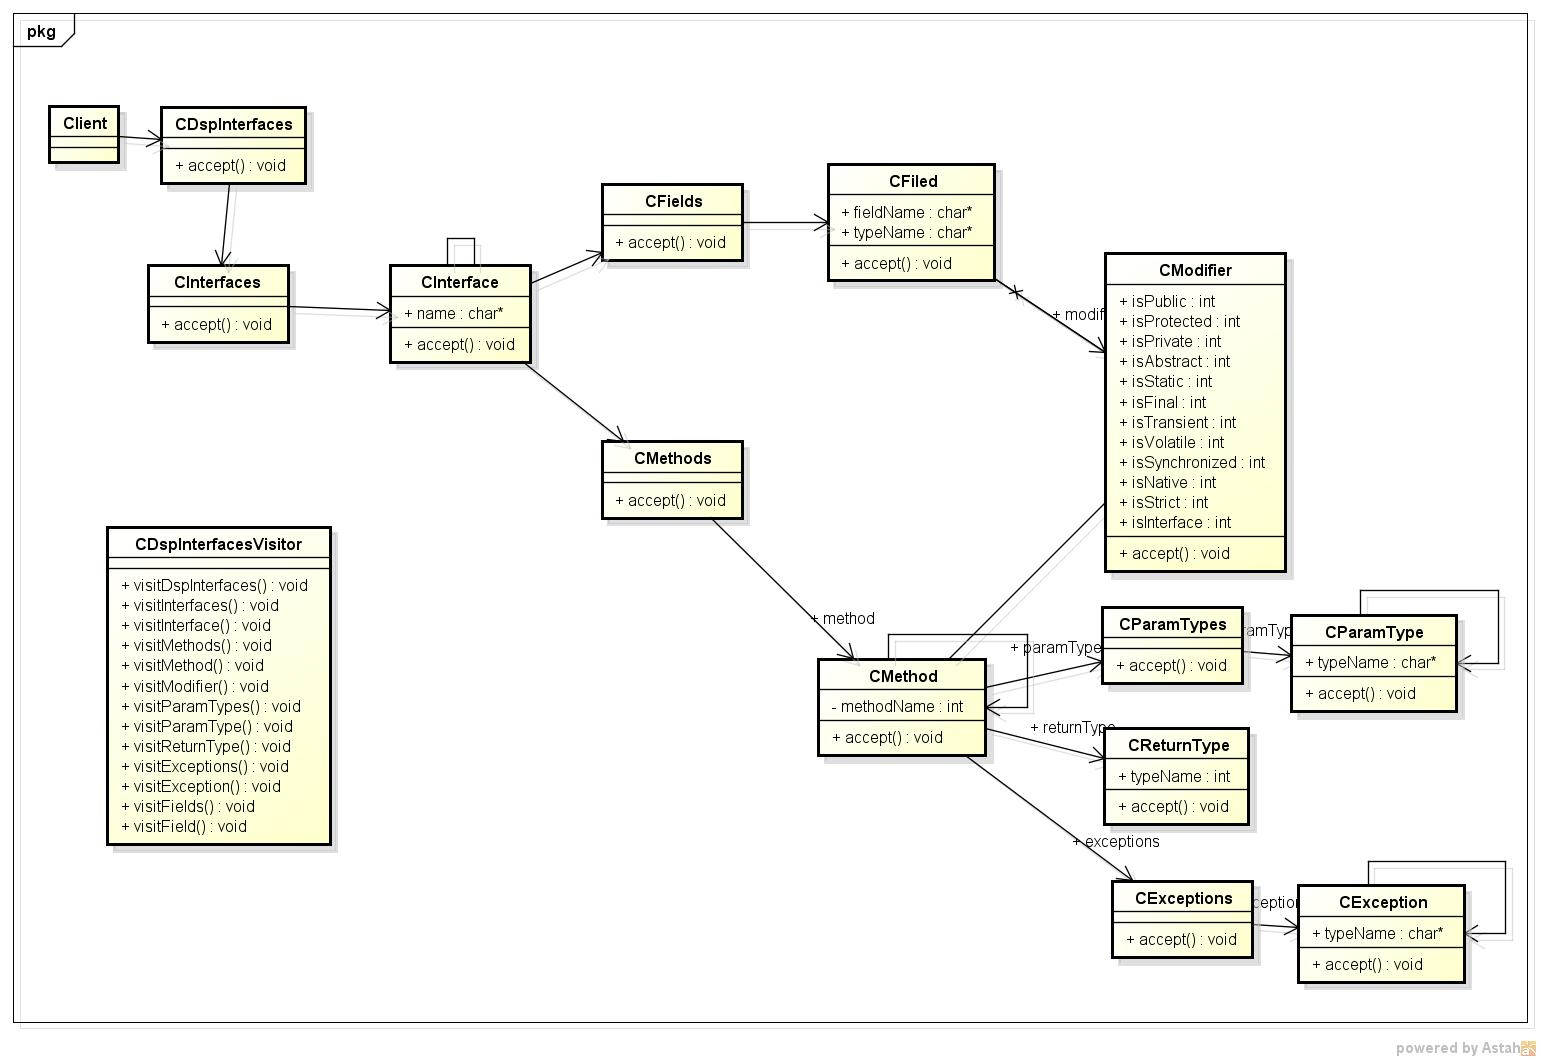 pkg
Client
CDspInterfaces
+ accept() : void
CInterfaces
+ accept() : void
CInterface
+ name : char*
+ accept() : void
CFields
+ accept() : void
CFiled
+ fieldName : char*
+ typeName : char*
+ accept() : void
+ modif
CModifier
+ isPublic : int
+ isProtected : int
+ isPrivate : int
+ isAbstract : int
+ isStatic : int
+ isFinal : int
+ isTransient : int
+ isVolatile : int
+ isSynchronized : int
+ isNative : int
+ isStrict : int
+ isInterface : int
+ accept() : void
CMethods
+ accept() : void
CDspInterfacesVisitor
+ visitDspInterfaces() : void
+ visitInterfaces() : void
+ visitInterface() : void
+ visitMethods() : void
+ visitMethod() : void
+ visitModifier() : void
+ visitParamTypes() : void
+ visitParamType() : void
+ visitReturnType() : void
+ visitExceptions() : void
+ visitException() : void
+ visitFields() : void
+ visitField() : void
+ method
CMethod
- methodName : int
+ accept() : void
+ paramType
CParamTypes
+ accept() : void
amTyp
CParamType
+ typeName : char*
+ accept() : void
+ returnType
CReturnType
+ typeName : int
+ accept() : void
+ exceptions
CExceptions
+ accept() : void
ception
CException
+ typeName : char*
+ accept() : void
powered by Astah